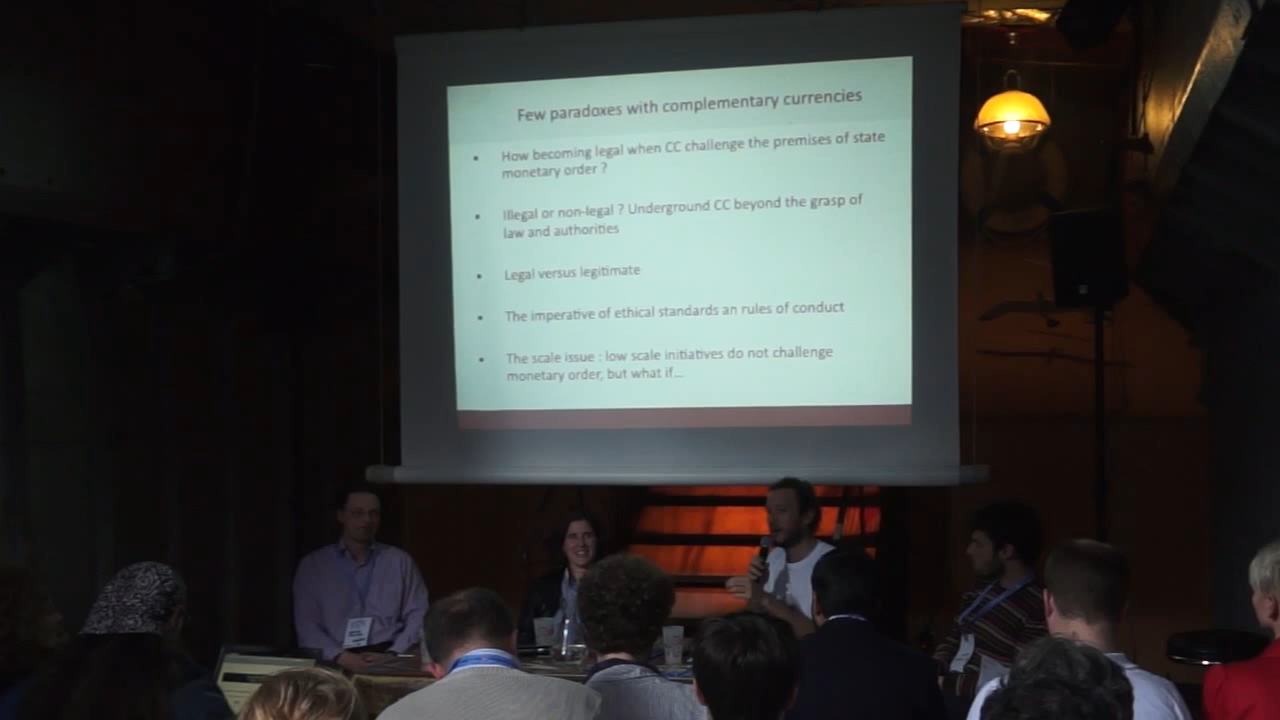 Few paradoxes with complementary currencies
• How becoming legal when CC challenge the premises of state
monetary order ?
• Illegal or non-legal ? Underground CC beyond the grasp of
law and authorities
• Legal versus legitimate
• The imperative of ethical standards an rules of conduct
• The scale issue : low scale initiatives do not challenge
monetary order, but what if...